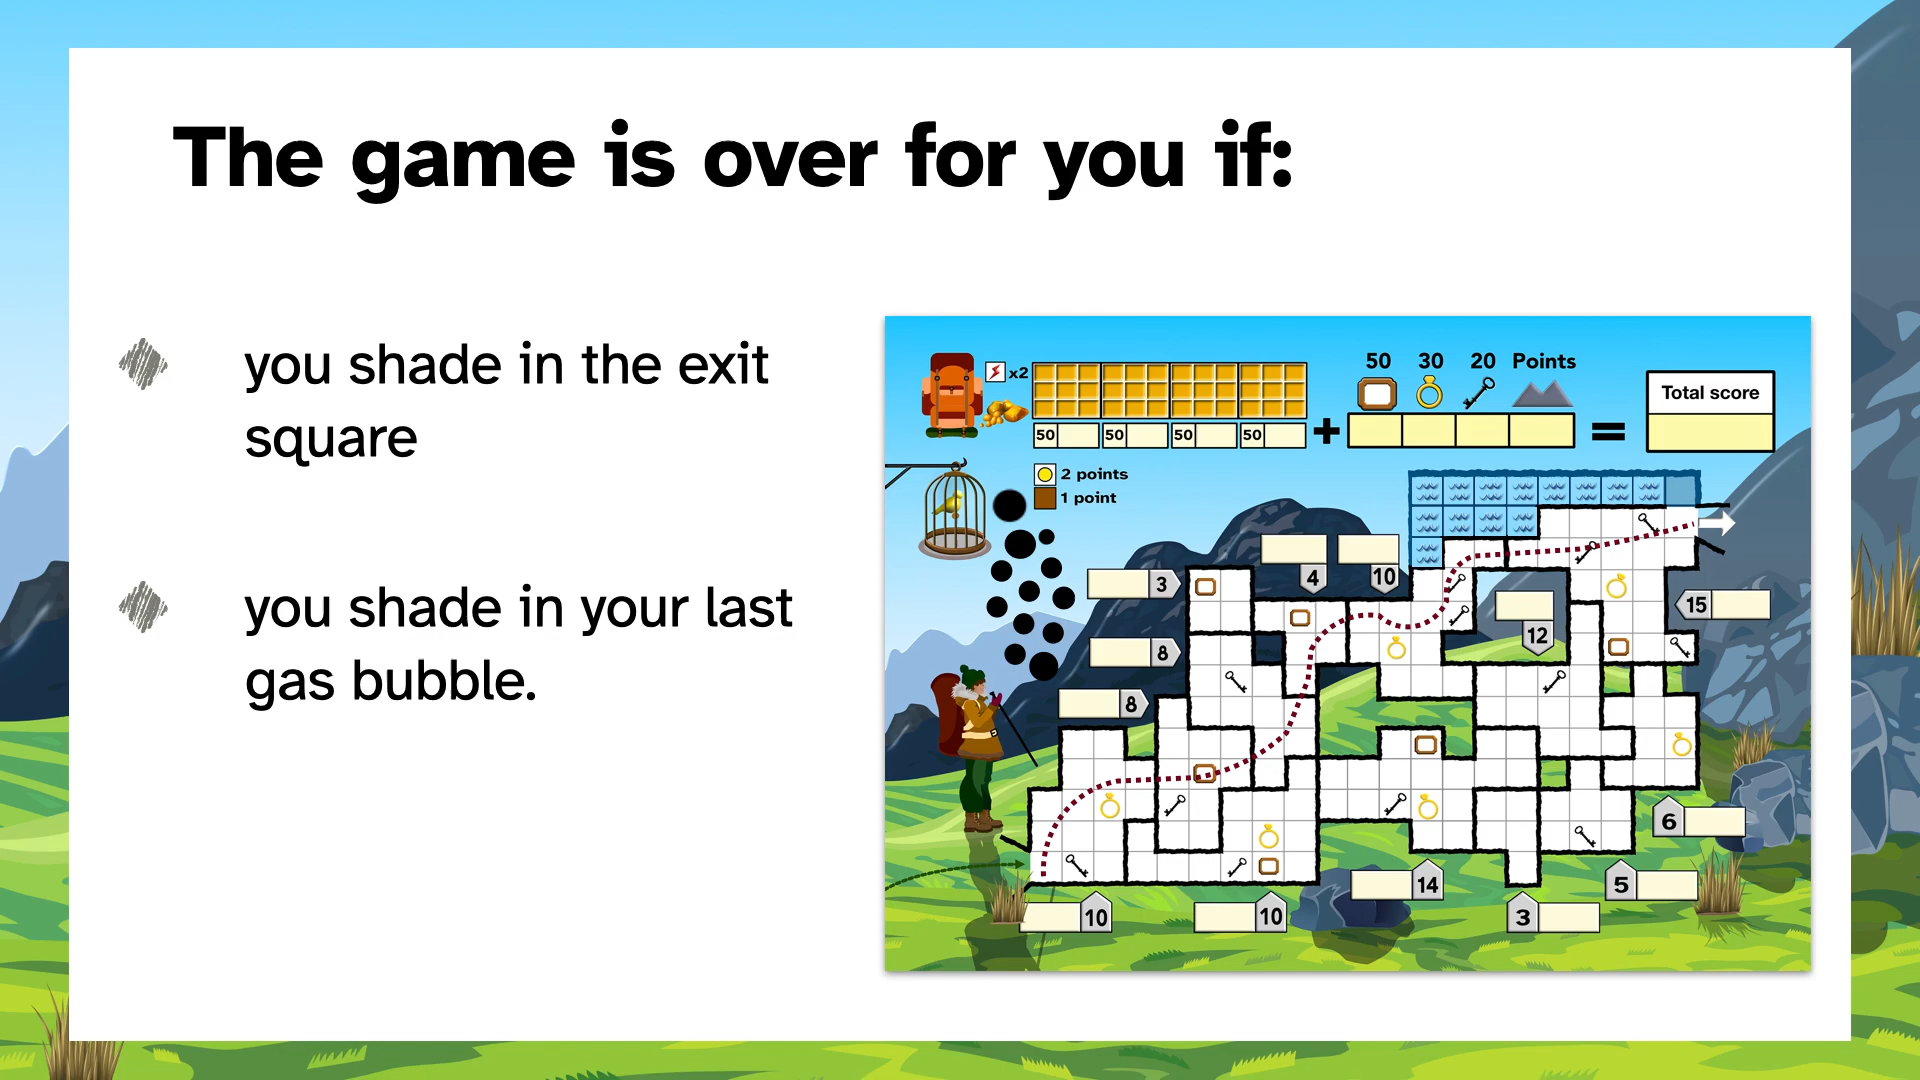 The game is over for you if:
you shade in the exit
square
you shade in your last
gas bubble.
50 30 20 Points
x2
Total score
50 50 50 50 + =
2 points
1 point
4 10
3
15
12
8
8
6
14 5
10 10 3